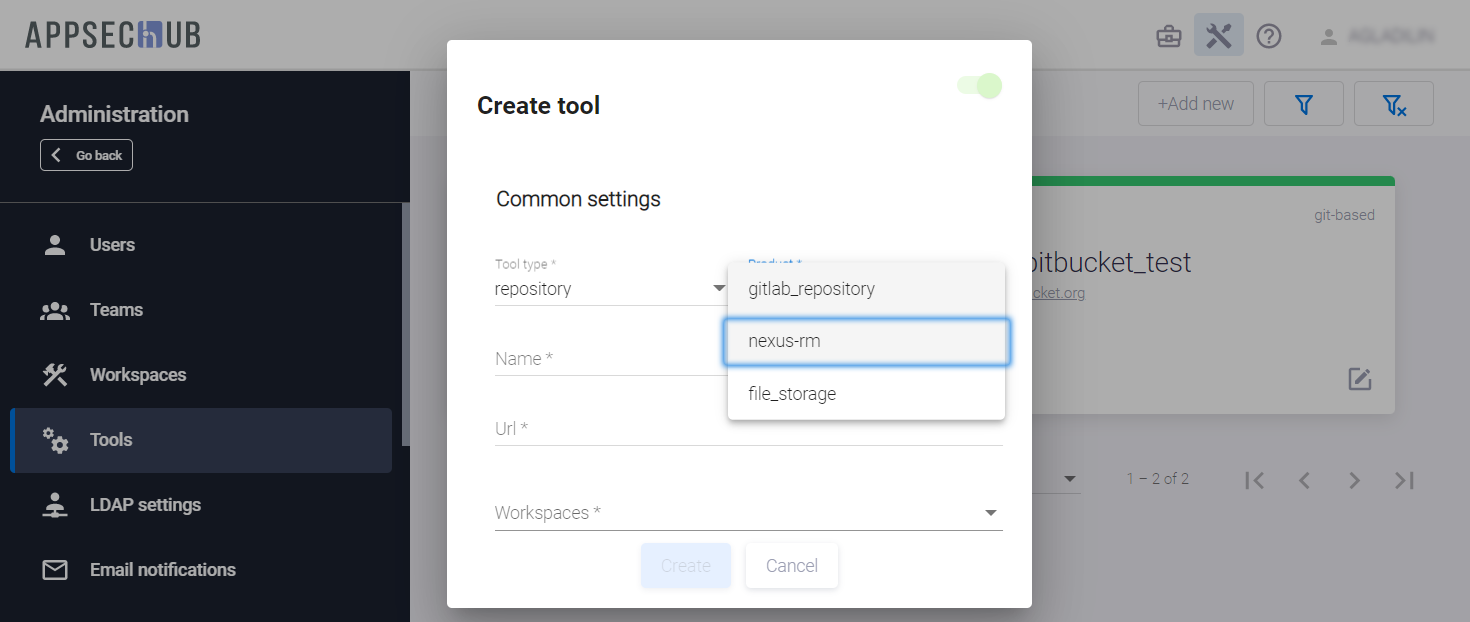 APPSECHUB
Administration
Go back
Users
Teams
Workspaces
Tools
LDAP settings
Email notifications
+Add new
git-based
bitbucket_test
cket.org
1 – 2 of 2
Create tool
Common settings
Tool type *
Product *
repository
gitlab_repository
nexus-rm
file_storage
Name *
Url *
Workspaces *
Create
Cancel